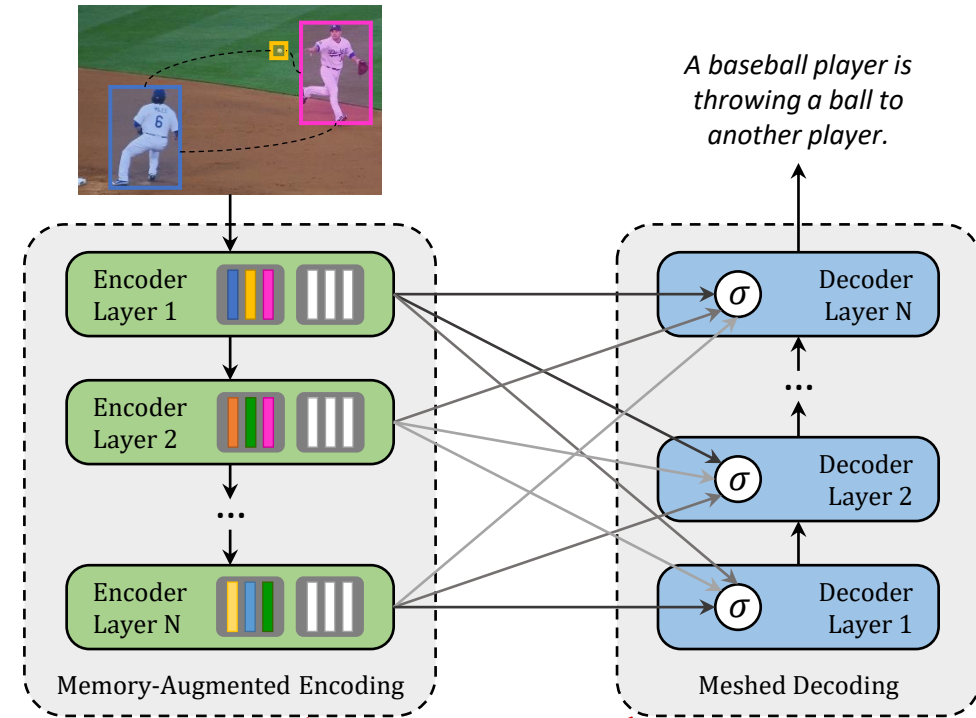 6
A baseball player is
throwing a ball to
another player.
Encoder
Layer 1
Encoder
Layer 2
...
Encoder
Layer N
Memory-Augmented Encoding
σ
Decoder
Layer N
...
σ
Decoder
Layer 2
σ
Decoder
Layer 1
Meshed Decoding